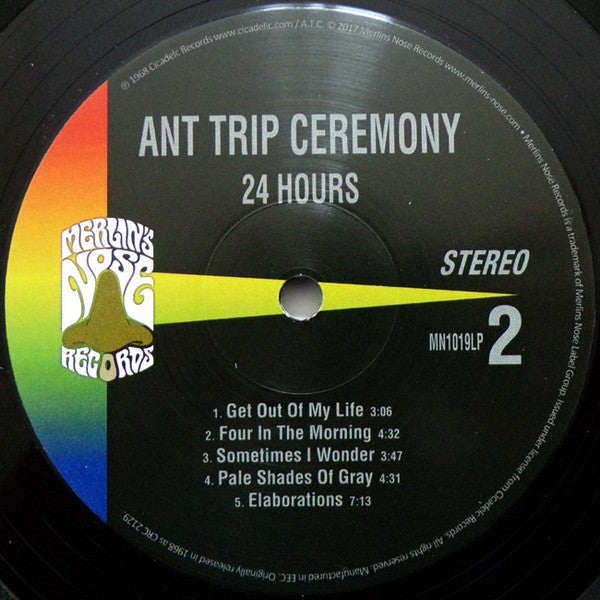 ℗ 1968 Cicadelic Records www.cicadelic.com / A.I.C. © 2017 Merlins Nose Records www.merlins-nose.com • Merlins Nose Records is a trademark of Merlins Nose Label Group. Issued under license from Cicadelic Records. All rights reserved. Manufactured in EEC. Originally released in 1968 as CRC 2129.
ANT TRIP CEREMONY
24 HOURS
MERLIN'S
NOSE
RECORDS
STEREO
MN1019LP 2
1. Get Out Of My Life 3:06
2. Four In The Morning 4:32
3. Sometimes I Wonder 3:47
4. Pale Shades Of Gray 4:31
5. Elaborations 7:13